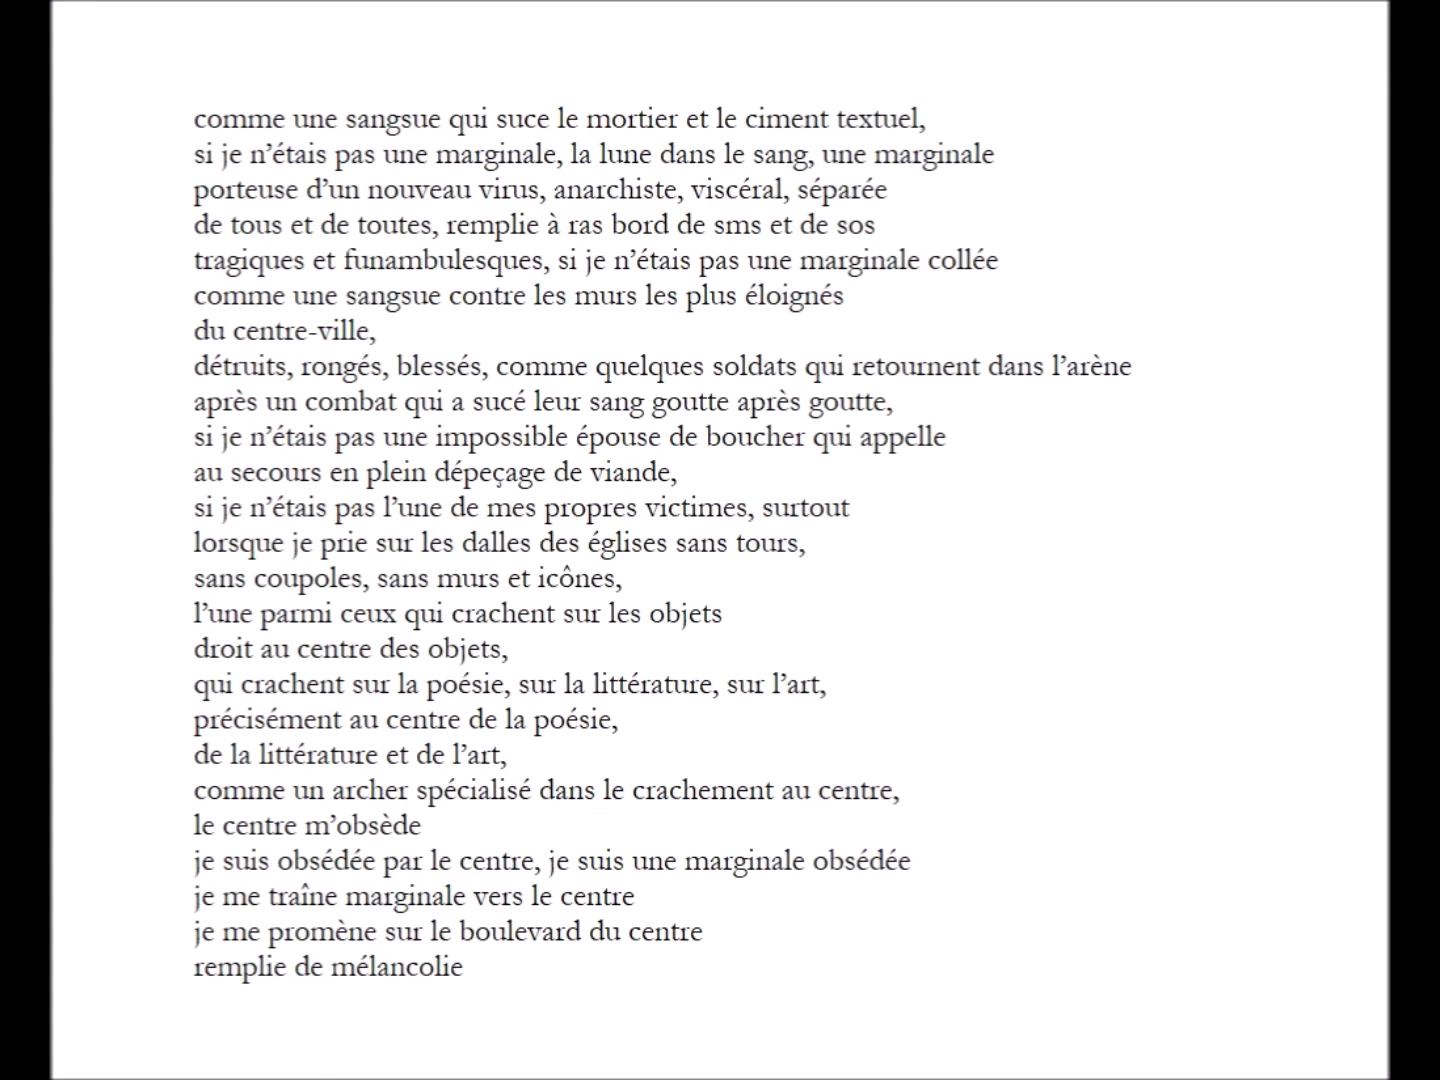 comme une sangsue qui suce le mortier et le ciment textuel,
si je n’étais pas une marginale, la lune dans le sang, une marginale
porteuse d’un nouveau virus, anarchiste, viscéral, séparée
de tous et de toutes, remplie à ras bord de sms et de sos
tragiques et funambulesques, si je n’étais pas une marginale collée
comme une sangsue contre les murs les plus éloignés
du centre-ville,
détruits, rongés, blessés, comme quelques soldats qui retournent dans l’arène
après un combat qui a sucé leur sang goutte après goutte,
si je n’étais pas une impossible épouse de boucher qui appelle
au secours en plein dépeçage de viande,
si je n’étais pas l’une de mes propres victimes, surtout
lorsque je prie sur les dalles des églises sans tours,
sans coupoles, sans murs et icônes,
l’une parmi ceux qui crachent sur les objets
droit au centre des objets,
qui crachent sur la poésie, sur la littérature, sur l’art,
précisément au centre de la poésie,
de la littérature et de l’art,
comme un archer spécialisé dans le crachement au centre,
le centre m’obsède
je suis obsédée par le centre, je suis une marginale obsédée
je me traîne marginale vers le centre
je me promène sur le boulevard du centre
remplie de mélancolie